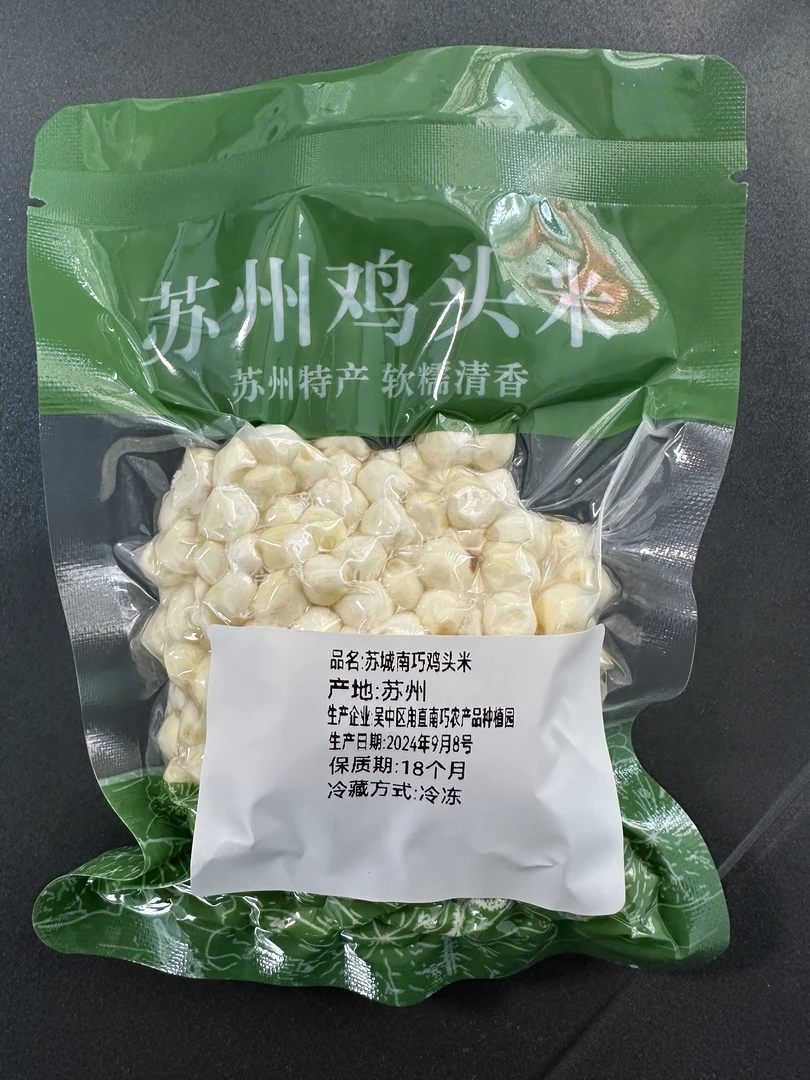 苏州鸡头米
苏州特产 软糯清香
品名:苏城南巧鸡头米
产地:苏州
生产企业:吴中区甪直南巧农产品种植园
生产日期:2024年9月8号
保质期:18个月
冷藏方式:冷冻